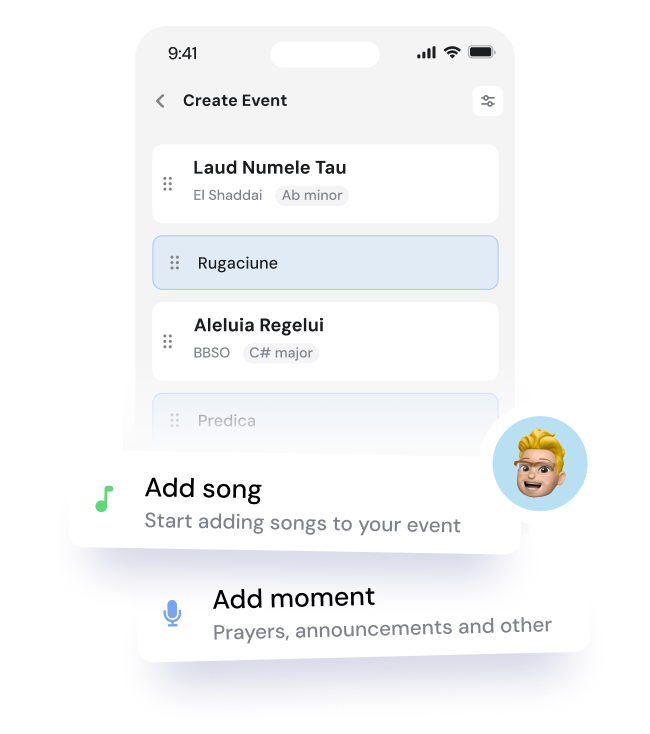 9:41
Create Event
Laud Numele Tau
El Shaddai Ab minor
Rugaciune
Aleluia Regelui
BBSO C# major
Predica
Add song
Start adding songs to your event
Add moment
Prayers, announcements and other